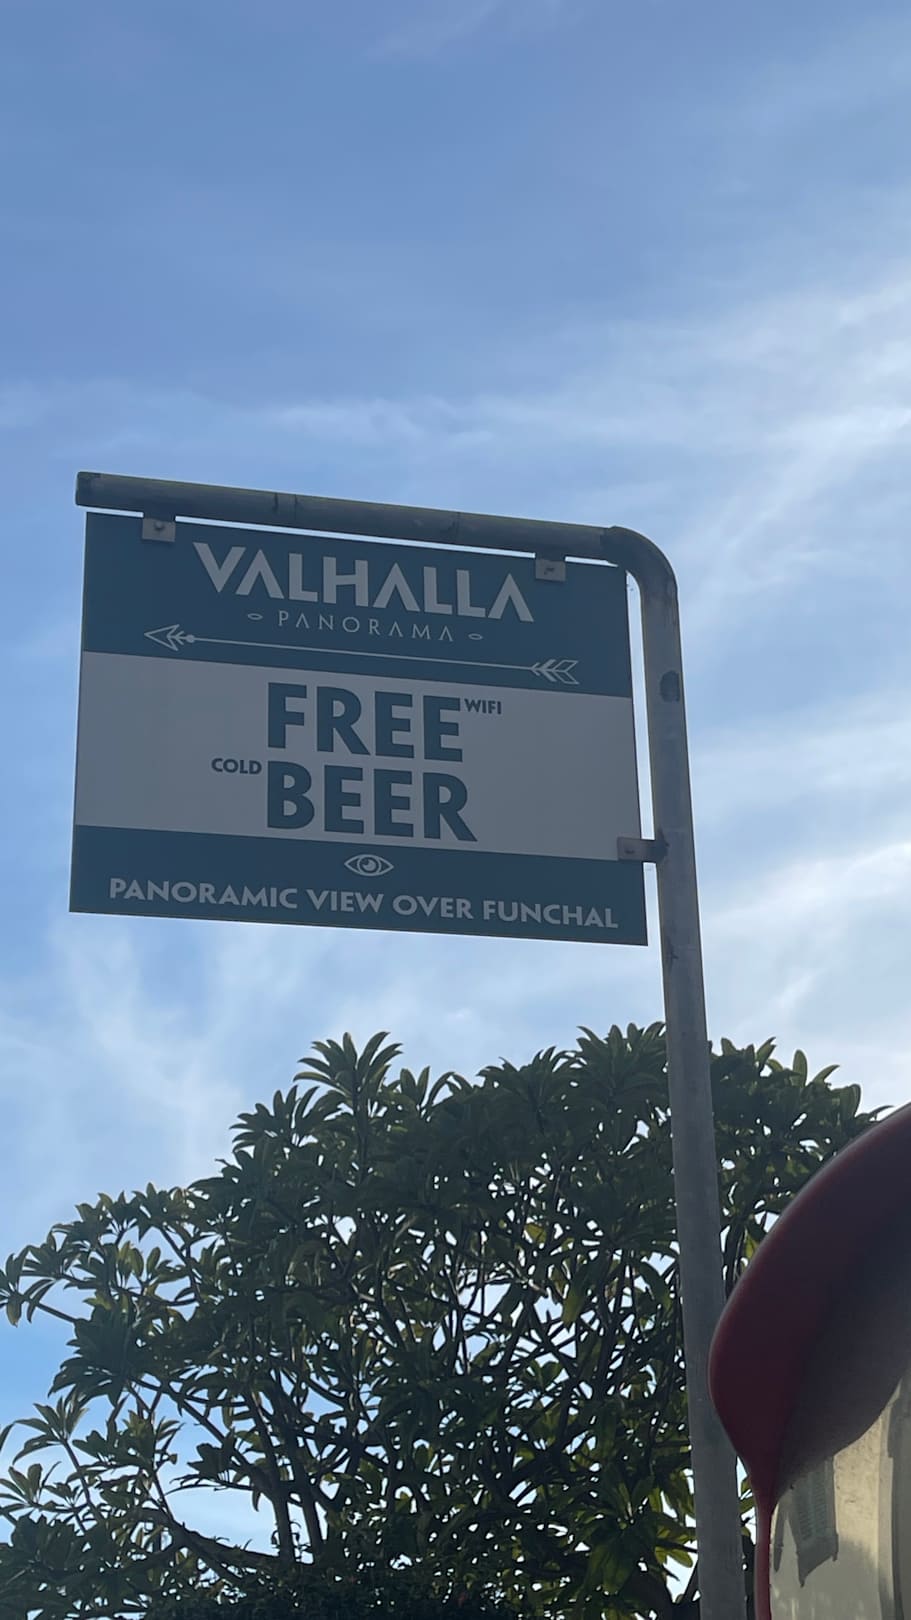 VALHALLA
PANORAMA
FREE WIFI
COLD BEER
PANORAMIC VIEW OVER FUNCHAL